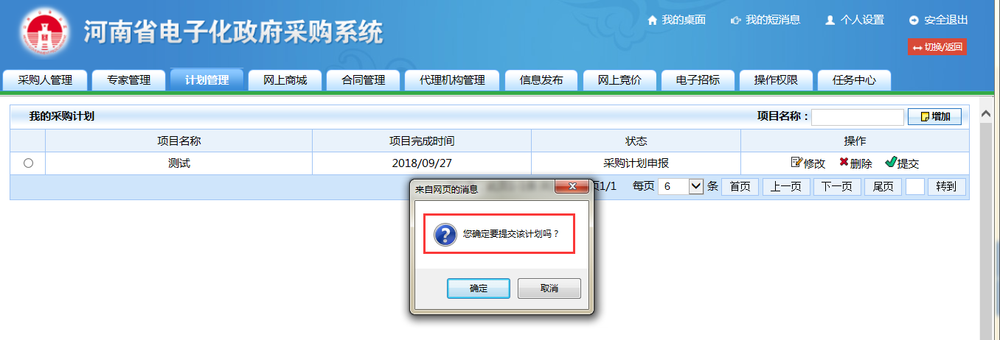 河南省电子化政府采购系统
我的桌面 我的短消息 个人设置 安全退出
切换/返回
采购人管理 专家管理 计划管理 网上商城 合同管理 代理机构管理 信息发布 网上竞价 电子招标 操作权限 任务中心
我的采购计划 项目名称： 增加
项目名称 项目完成时间 状态 操作
测试 2018/09/27 采购计划申报 修改 删除 提交
页1/1 每页 6 条 首页 上一页 下一页 尾页 转到
来自网页的消息
您确定要提交该计划吗？
确定 取消